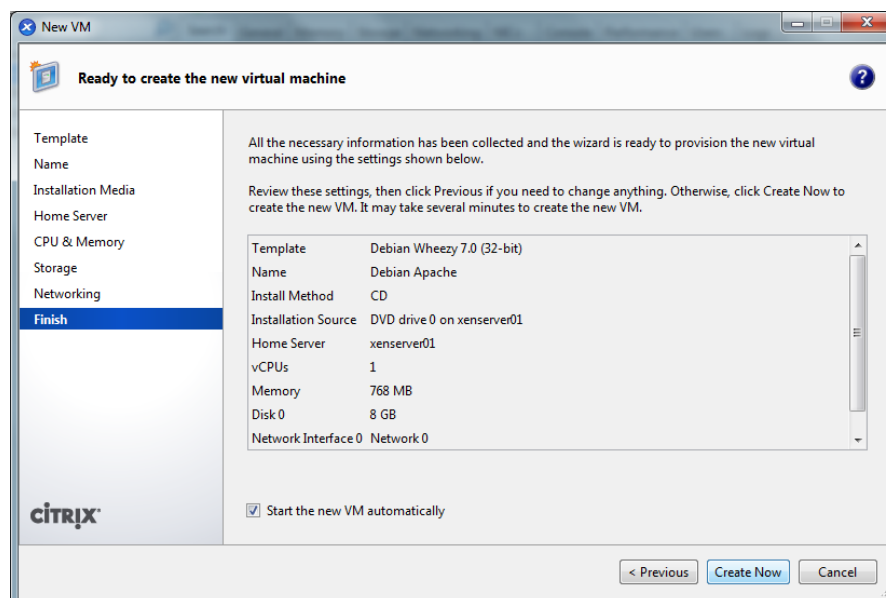 New VM
Ready to create the new virtual machine
?
Template
Name
Installation Media
Home Server
CPU & Memory
Storage
Networking
Finish
CİTRIX
All the necessary information has been collected and the wizard is ready to provision the new virtual
machine using the settings shown below.
Review these settings, then click Previous if you need to change anything. Otherwise, click Create Now to
create the new VM. It may take several minutes to create the new VM.
Template Debian Wheezy 7.0 (32-bit)
Name Debian Apache
Install Method CD
Installation Source DVD drive 0 on xenserver01
Home Server xenserver01
vCPUs 1
Memory 768 MB
Disk 0 8 GB
Network Interface 0 Network 0
Start the new VM automatically
< Previous Create Now Cancel